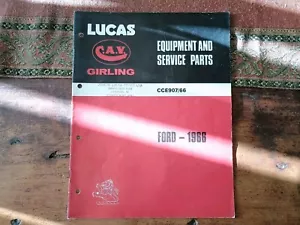 LUCAS
C.A.V.
GIRLING
EQUIPMENT AND
SERVICE PARTS
CCE907/66
FORD - 1966